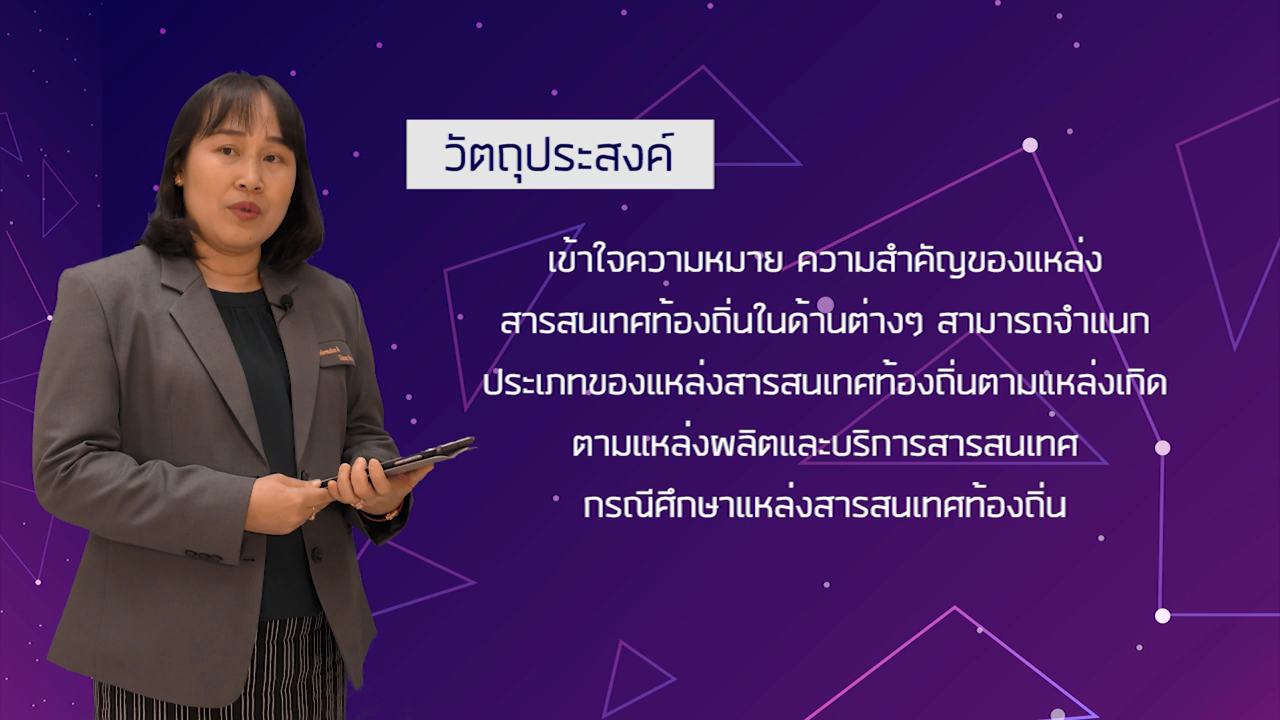 วัตถุประสงค์
เข้าใจความหมาย ความสำคัญของแหล่ง
สารสนเทศท้องถิ่นในด้านต่างๆ สามารถจำแนก
ประเภทของแหล่งสารสนเทศท้องถิ่นตามแหล่งเกิด
ตามแหล่งผลิตและบริการสารสนเทศ
กรณีศึกษาแหล่งสารสนเทศท้องถิ่น